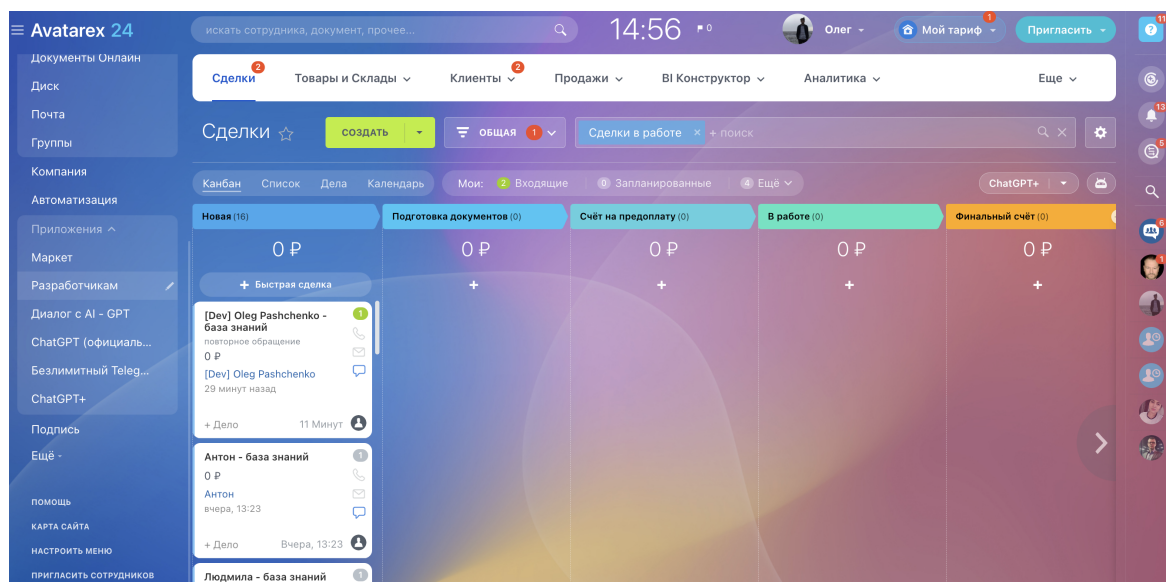 Avatarex 24
искать сотрудника, документ, прочее...
14:56
0
Олег
Мой тариф
1
Пригласить
?
11
Документы Онлайн
Диск
Почта
Группы
Компания
Автоматизация
Приложения
Маркет
Разработчикам
Диалог с AI - GPT
ChatGPT (официаль...
Безлимитный Teleg...
ChatGPT+
Подпись
Ещё -
ПОМОЩЬ
КАРТА САЙТА
НАСТРОИТЬ МЕНЮ
ПРИГЛАСИТЬ СОТРУДНИКОВ
Сделки 2
Товары и Склады
Клиенты 2
Продажи
BI Конструктор
Аналитика
Еще
Сделки
СОЗДАТЬ
ОБЩАЯ 1
Сделки в работе × + поиск
Канбан Список Дела Календарь
Мои: 2 Входящие 0 Запланированные 4 Ещё
ChatGPT+
Новая (16)
0 ₽
+ Быстрая сделка
Подготовка документов (0)
0 ₽
+
Счёт на предоплату (0)
0 ₽
+
В работе (0)
0 ₽
+
Финальный счёт (0)
0 ₽
+
[Dev] Oleg Pashchenko - 1
база знаний
повторное обращение
0 ₽
[Dev] Oleg Pashchenko
29 минут назад
+ Дело 11 Минут
Антон - база знаний 1
0 ₽
Антон
вчера, 13:23
+ Дело Вчера, 13:23
Людмила - база знаний 1
13
5
6
1